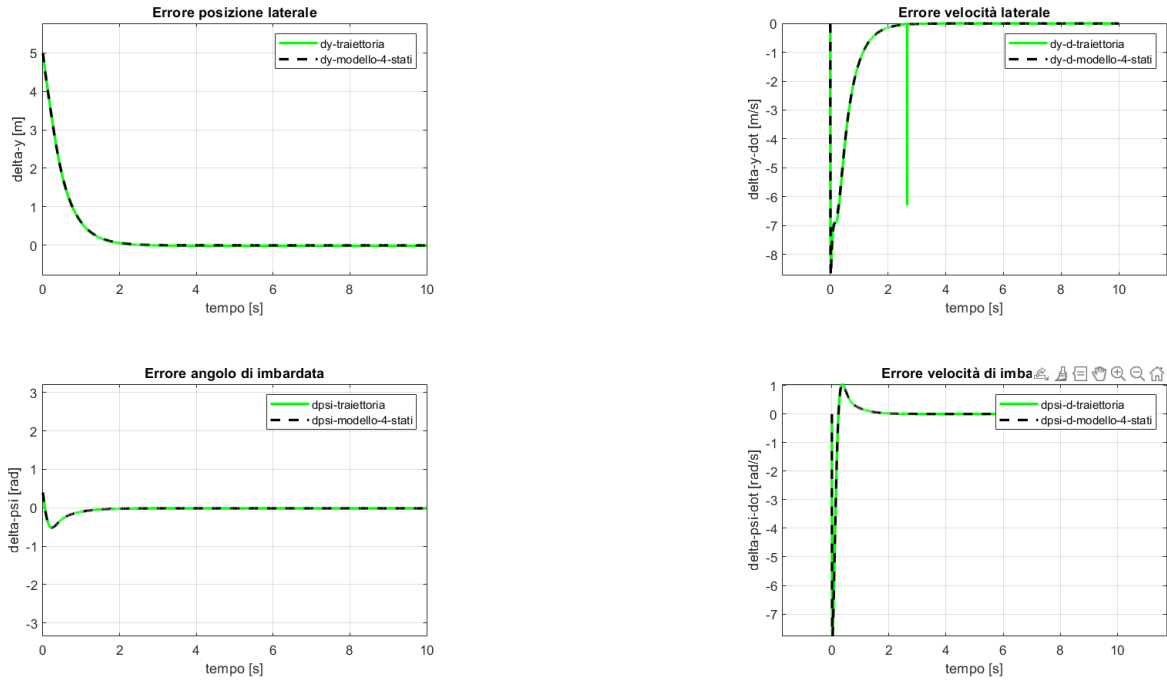 Errore posizione laterale
delta-y [m]
5
4
3
2
1
0
dy-traiettoria
dy-modello-4-stati
0 2 4 6 8 10
tempo [s]
Errore velocità laterale
delta-y-dot [m/s]
0
-1
-2
-3
-4
-5
-6
-7
-8
dy-d-traiettoria
dy-d-modello-4-stati
0 2 4 6 8 10
tempo [s]
Errore angolo di imbardata
delta-psi [rad]
3
2
1
0
-1
-2
-3
dpsi-traiettoria
dpsi-modello-4-stati
0 2 4 6 8 10
tempo [s]
Errore velocità di imba
delta-psi-dot [rad/s]
1
0
-1
-2
-3
-4
-5
-6
-7
dpsi-d-traiettoria
dpsi-d-modello-4-stati
0 2 4 6 8 10
tempo [s]